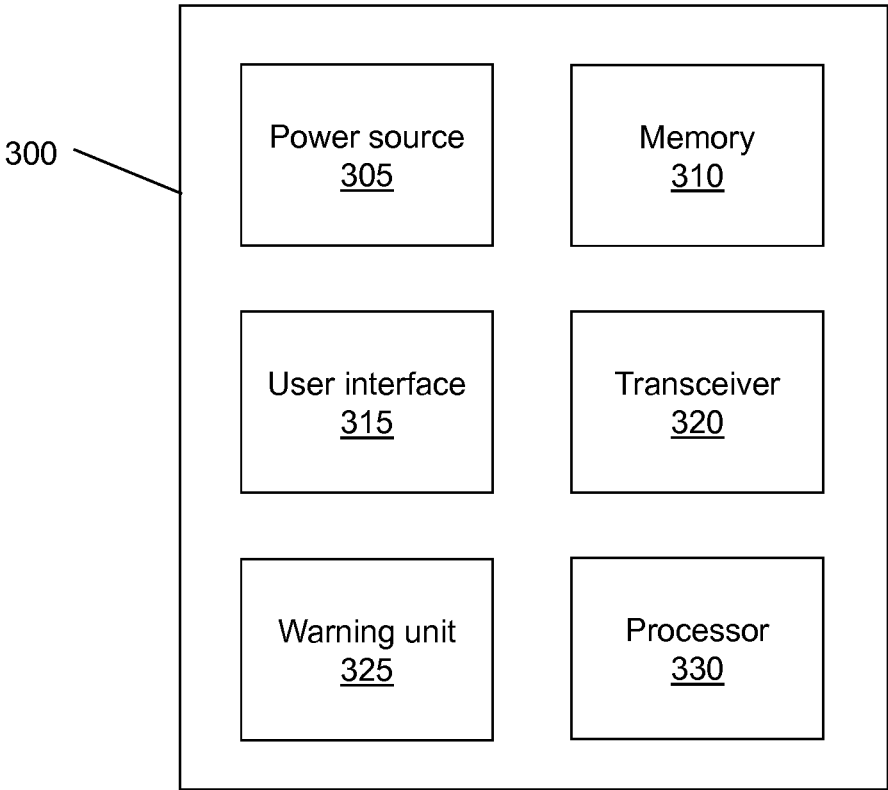 300
Power source
305
Memory
310
User interface
315
Transceiver
320
Warning unit
325
Processor
330